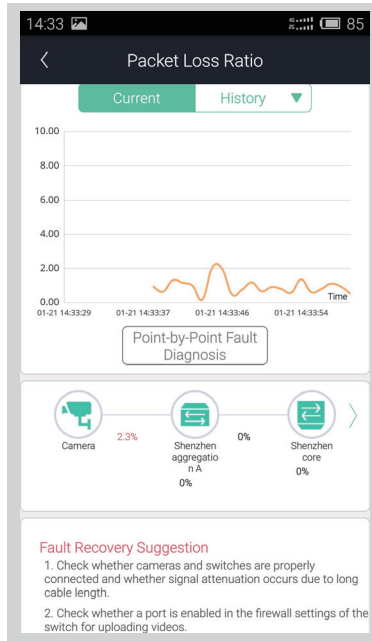 14:33 85
Packet Loss Ratio
Current History
10.00
8.00
6.00
4.00
2.00
0.00
Time
01-21 14:33:29 01-21 14:33:37 01-21 14:33:46 01-21 14:33:54
Point-by-Point Fault
Diagnosis
2.3% 0%
Camera Shenzhen Shenzhen
aggregatio core
n A 0%
0%
Fault Recovery Suggestion
1. Check whether cameras and switches are properly
connected and whether signal attenuation occurs due to long
cable length.
2. Check whether a port is enabled in the firewall settings of the
switch for uploading videos.